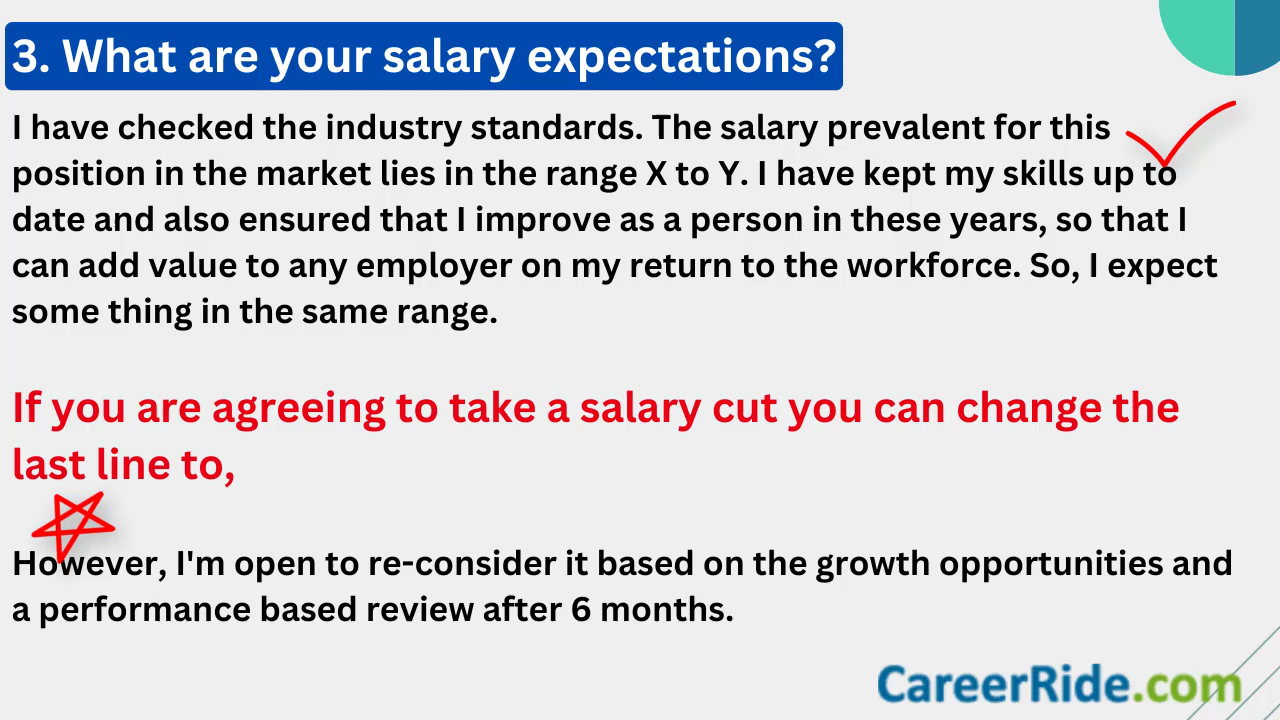 3. What are your salary expectations?
I have checked the industry standards. The salary prevalent for this
position in the market lies in the range X to Y. I have kept my skills up to
date and also ensured that I improve as a person in these years, so that I
can add value to any employer on my return to the workforce. So, I expect
some thing in the same range.
If you are agreeing to take a salary cut you can change the
last line to,
However, I'm open to re-consider it based on the growth opportunities and
a performance based review after 6 months.
CareerRide.com